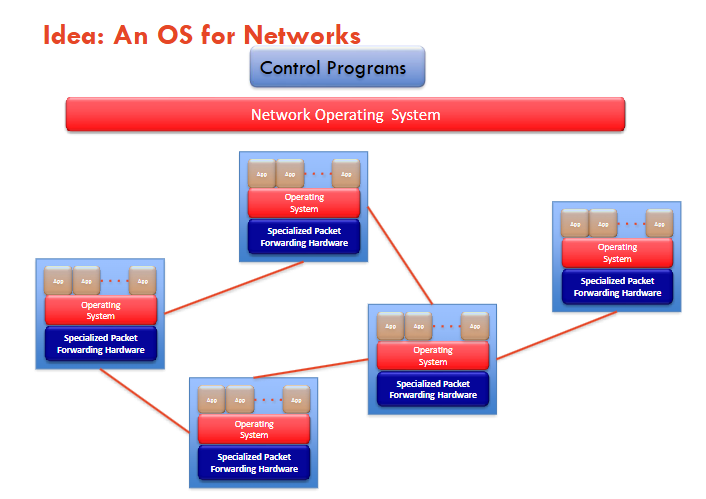 Idea: An OS for Networks
Control Programs
Network Operating System
App App App
Operating
System
Specialized Packet
Forwarding Hardware
App App App
Operating
System
Specialized Packet
Forwarding Hardware
App App App
Operating
System
Specialized Packet
Forwarding Hardware
App App App
Operating
System
Specialized Packet
Forwarding Hardware
App App App
Operating
System
Specialized Packet
Forwarding Hardware